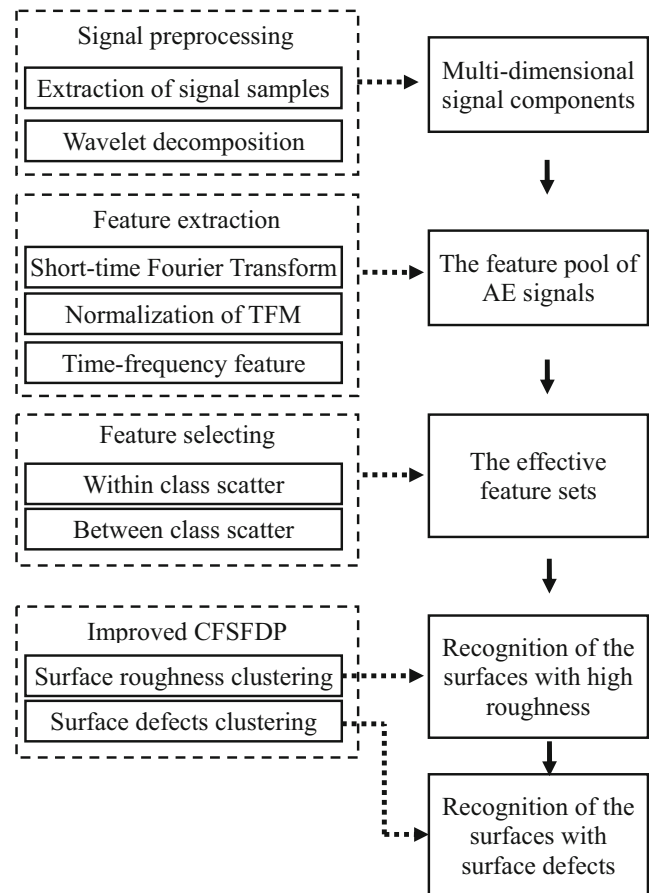 Signal preprocessing
Extraction of signal samples
Wavelet decomposition
Multi-dimensional
signal components
Feature extraction
Short-time Fourier Transform
Normalization of TFM
Time-frequency feature
The feature pool of
AE signals
Feature selecting
Within class scatter
Between class scatter
The effective
feature sets
Improved CFSFDP
Surface roughness clustering
Surface defects clustering
Recognition of the
surfaces with high
roughness
Recognition of the
surfaces with
surface defects